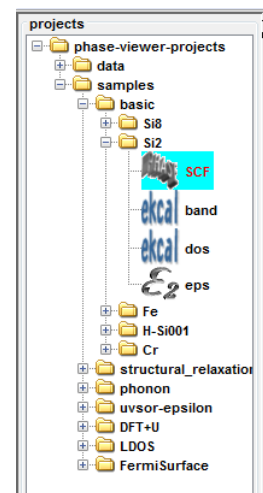 projects
phase-viewer-projects
data
samples
basic
Si8
Si2
SCF
ekcal band
ekcal dos
ε2 eps
Fe
H-Si001
Cr
structural_relaxation
phonon
uvsor-epsilon
DFT+U
LDOS
FermiSurface